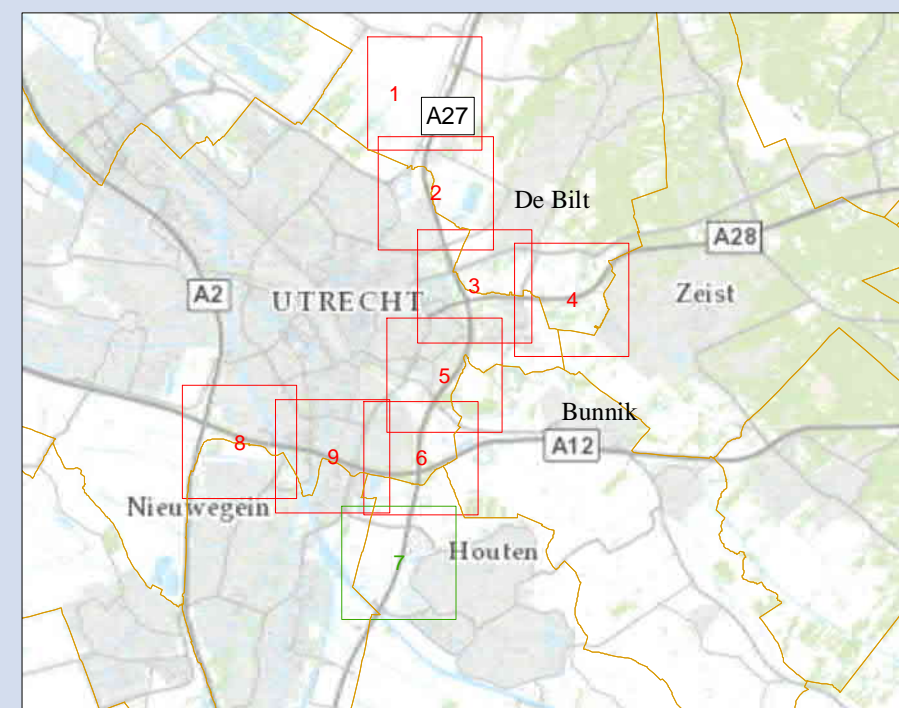 1
A27
2
De Bilt
A28
3
4
Zeist
A2
UTRECHT
5
Bunnik
8
9
6
A12
Nieuwegein
Houten
7